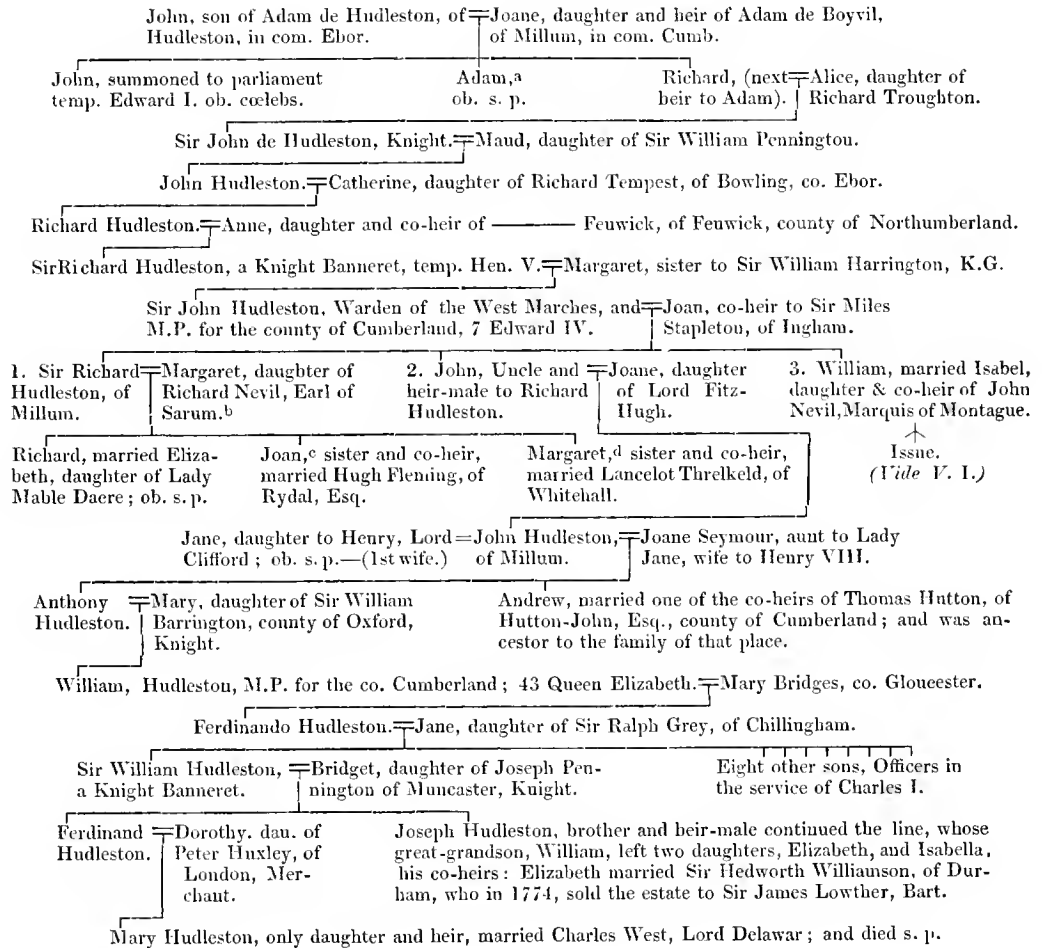 John, son of Adam de Hudleston, of Joane, daughter and heir of Adam de Boyvil,
Hudleston, in com. Ebor. of Millum, in com. Cumb.
John, summoned to parliament Adam,a Richard, (next Alice, daughter of
temp. Edward I. ob. cœlebs. ob. s. p. heir to Adam). Richard Troughton.
Sir John de Hudleston, Knight. Maud, daughter of Sir William Pennington.
John Hudleston. Catherine, daughter of Richard Tempest, of Bowling, co. Ebor.
Richard Hudleston. Anne, daughter and co-heir of ——— Feuwick, of Feuwick, county of Northumberland.
Sir Richard Hudleston, a Knight Banneret, temp. Hen. V. Margaret, sister to Sir William Harrington, K.G.
Sir John Hudleston, Warden of the West Marches, and Joan, co-heir to Sir Miles
M.P. for the county of Cumberland, 7 Edward IV. Stapleton, of Ingham.
1. Sir Richard Margaret, daughter of 2. John, Uncle and Joane, daughter 3. William, married Isabel,
Hudleston, of Richard Nevil, Earl of heir-male to Richard of Lord Fitz- daughter & co-heir of John
Millum. Sarum.b Hudleston. Hugh. Nevil, Marquis of Montague.
Richard, married Eliza- Joan,c sister and co-heir, Margaret,d sister and co-heir, Issue.
beth, daughter of Lady married Hugh Fleming, of married Lancelot Threlkeld, of (Vide V. I.)
Mable Dacre; ob. s. p. Rydal, Esq. Whitehall.
Jane, daughter to Henry, Lord = John Hudleston, Joane Seymour, aunt to Lady
Clifford; ob. s. p.—(1st wife.) of Millum. Jane, wife to Henry VIII.
Anthony Mary, daughter of Sir William Andrew, married one of the co-heirs of Thomas Hutton, of
Hudleston. Barrington, county of Oxford, Hutton-John, Esq., county of Cumberland; and was an-
Knight. cestor to the family of that place.
William, Hudleston, M.P. for the co. Cumberland; 43 Queen Elizabeth. Mary Bridges, co. Gloucester.
Ferdinando Hudleston. Jane, daughter of Sir Ralph Grey, of Chillingham.
Sir William Hudleston, Bridget, daughter of Joseph Pen- Eight other sons, Officers in
a Knight Banneret. nington of Muncaster, Knight. the service of Charles I.
Ferdinand Dorothy. dau. of Joseph Hudleston, brother and heir-male continued the line, whose
Hudleston. Peter Huxley, of great-grandson, William, left two daughters, Elizabeth, and Isabella,
London, Mer- his co-heirs: Elizabeth married Sir Hedworth Williamson, of Dur-
chant. ham, who in 1774, sold the estate to Sir James Lowther, Bart.
Mary Hudleston, only daughter and heir, married Charles West, Lord Delawar; and died s. p.